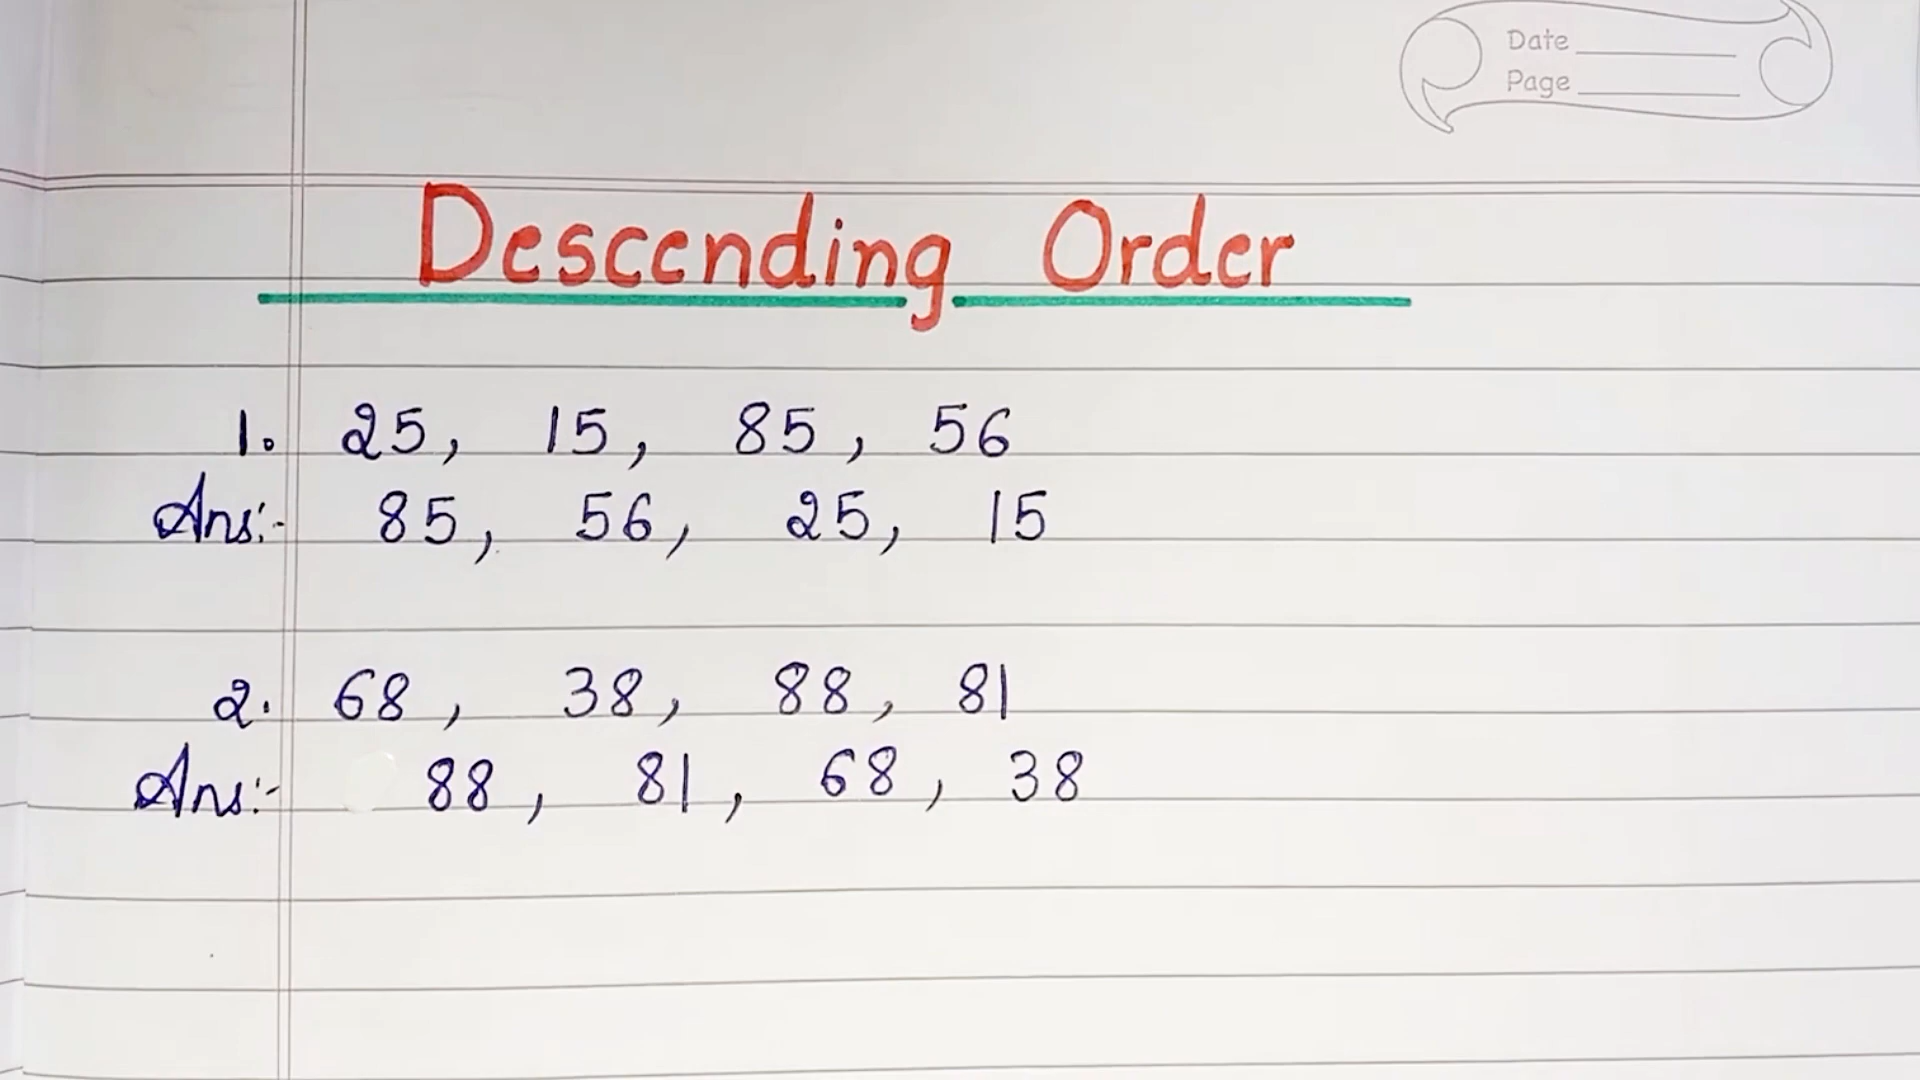 Date
Page
Descending Order
1. 25, 15, 85, 56
Ans:- 85, 56, 25, 15
2. 68, 38, 88, 81
Ans:- 88, 81, 68, 38